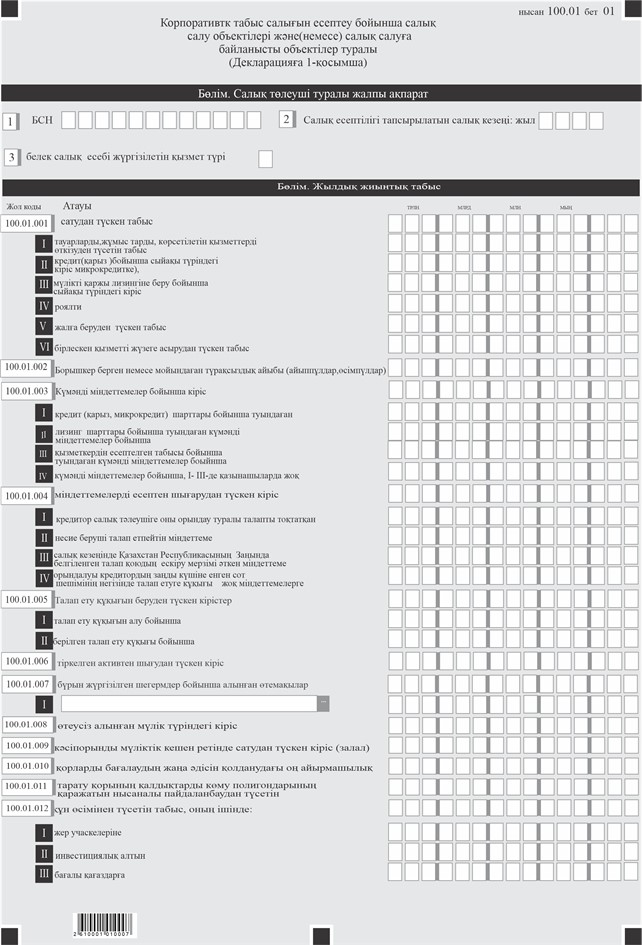 нысан 100.01 бет 01
Корпоративтк табыс салығын есептеу бойынша салық
салу объектілері және(немесе) салық салуға
байланысты объектілер туралы
(Декларацияға 1-қосымша)
Бөлім. Салық төлеуші туралы жалпы ақпарат
1 БСН 2 Салық есептілігі тапсырылатын салық кезеңі: жыл
3 белек салық есебі жүргізілетін қызмет түрі
Бөлім. Жылдық жиынтық табыс
Жол коды Атауы ТРЛН МЛРД МЛН МЫҢ
100.01.001 сатудан түскен табыс
I тауарларды,жұмыс тарды, көрсетілетін қызметтерді
өткізуден түсетін табыс
II кредит(қарыз )бойынша сыйақы түріндегі
кіріс микрокредитке),
III мүлікті қаржы лизингіне беру бойынша
сыйақы түріндегі кіріс
IV роялти
V жалға беруден түскен табыс
VI бірлескен қызметті жүзеге асырудан түскен табыс
100.01.002 Борышкер берген немесе мойындаған тұрақсыздық айыбы (айыппұлдар,өсімпұлдар)
100.01.003 Күмәнді міндеттемелер бойынша кіріс
I кредит (қарыз, микрокредит) шарттары бойынша туындаған
II лизинг шарттары бойынша туындаған күмәнді
міндеттемелер бойынша
III қызметкердің есептелген табысы бойынша
туындаған күмәнді міндеттемелер боыйнша
IV күмәнді міндеттемелер бойынша, I- III-де қазынашыларда жоқ
100.01.004 міндеттемелерді есептен шығарудан түскен кіріс
I кредитор салық төлеушіге оны орындау туралы талапты тоқтатқан
II несие беруші талап етпейтін міндеттеме
III салық кезеңінде Қазақстан Республикасының Заңында
белгіленген талап қоюдың ескіру мерзімі өткен міндеттеме
IV орындалуы кредитордың заңды күшіне енген сот
шешімінің негізінде талап етуге құқығы жоқ міндеттемелерге
100.01.005 Талап ету құқығын беруден түскен кірістер
I талап ету құқығын алу бойынша
II берілген талап ету құқығы бойынша
100.01.006 тіркелген активтен шығудан түскен кіріс
100.01.007 бұрын жүргізілген шегермдер бойынша алынған өтемақылар
I
100.01.008 өтеусіз алынған мүлік түріндегі кіріс
100.01.009 кәсіпорынды мүліктік кешен ретінде сатудан түскен кіріс (залал)
100.01.010 қорларды бағалаудың жаңа әдісін қолданудағы оң айырмашылық
100.01.011 тарату қорының қалдықтарды көму полигондарының
қаражатын нысаналы пайдаланбаудан түсетін
100.01.012 құн өсімінен түсетін табыс, оның ішінде:
I жер учаскелеріне
II инвестициялық алтын
III бағалы қағаздарға
2610001010007